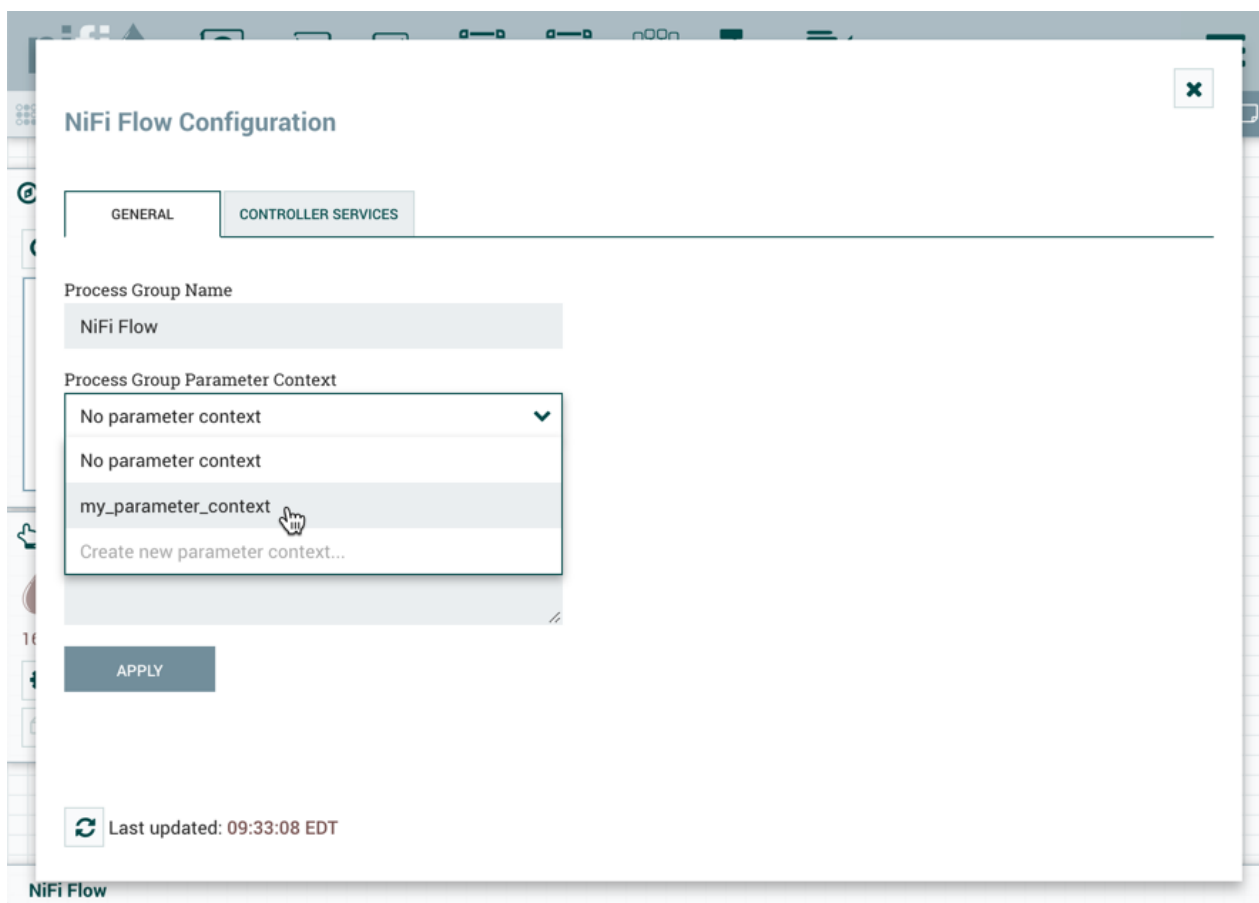 NiFi Flow Configuration
GENERAL
CONTROLLER SERVICES
Process Group Name
NiFi Flow
Process Group Parameter Context
No parameter context
No parameter context
my_parameter_context
Create new parameter context...
APPLY
16
Last updated: 09:33:08 EDT
NiFi Flow